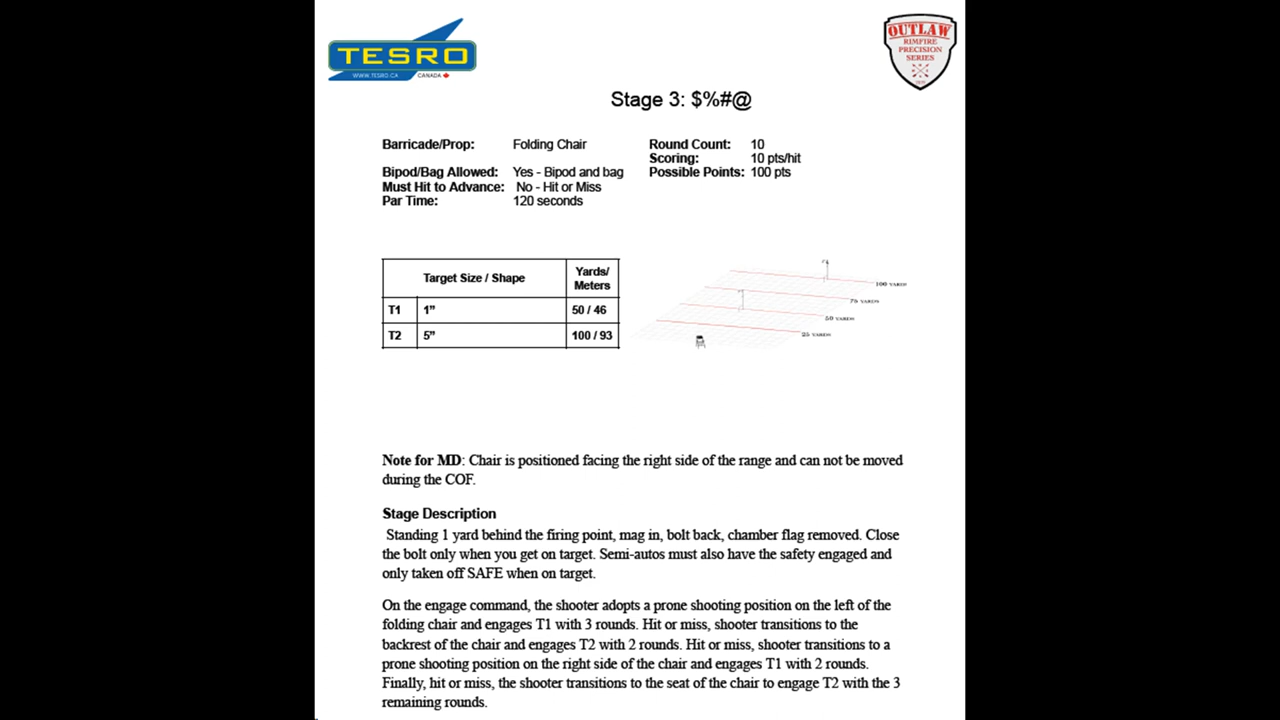 TESRO
WWW.TESRO.CA CANADA
OUTLAW
RIMFIRE
PRECISION
SERIES
Stage 3: $%#@
Barricade/Prop: Folding Chair
Bipod/Bag Allowed: Yes - Bipod and bag
Must Hit to Advance: No - Hit or Miss
Par Time: 120 seconds
Round Count: 10
Scoring: 10 pts/hit
Possible Points: 100 pts
Target Size / Shape Yards/
Meters
T1 1” 50 / 46
T2 5” 100 / 93
100 YARDS
75 YARDS
50 YARDS
25 YARDS
Note for MD: Chair is positioned facing the right side of the range and can not be moved
during the COF.
Stage Description
Standing 1 yard behind the firing point, mag in, bolt back, chamber flag removed. Close
the bolt only when you get on target. Semi-autos must also have the safety engaged and
only taken off SAFE when on target.
On the engage command, the shooter adopts a prone shooting position on the left of the
folding chair and engages T1 with 3 rounds. Hit or miss, shooter transitions to the
backrest of the chair and engages T2 with 2 rounds. Hit or miss, shooter transitions to a
prone shooting position on the right side of the chair and engages T1 with 2 rounds.
Finally, hit or miss, the shooter transitions to the seat of the chair to engage T2 with the 3
remaining rounds.